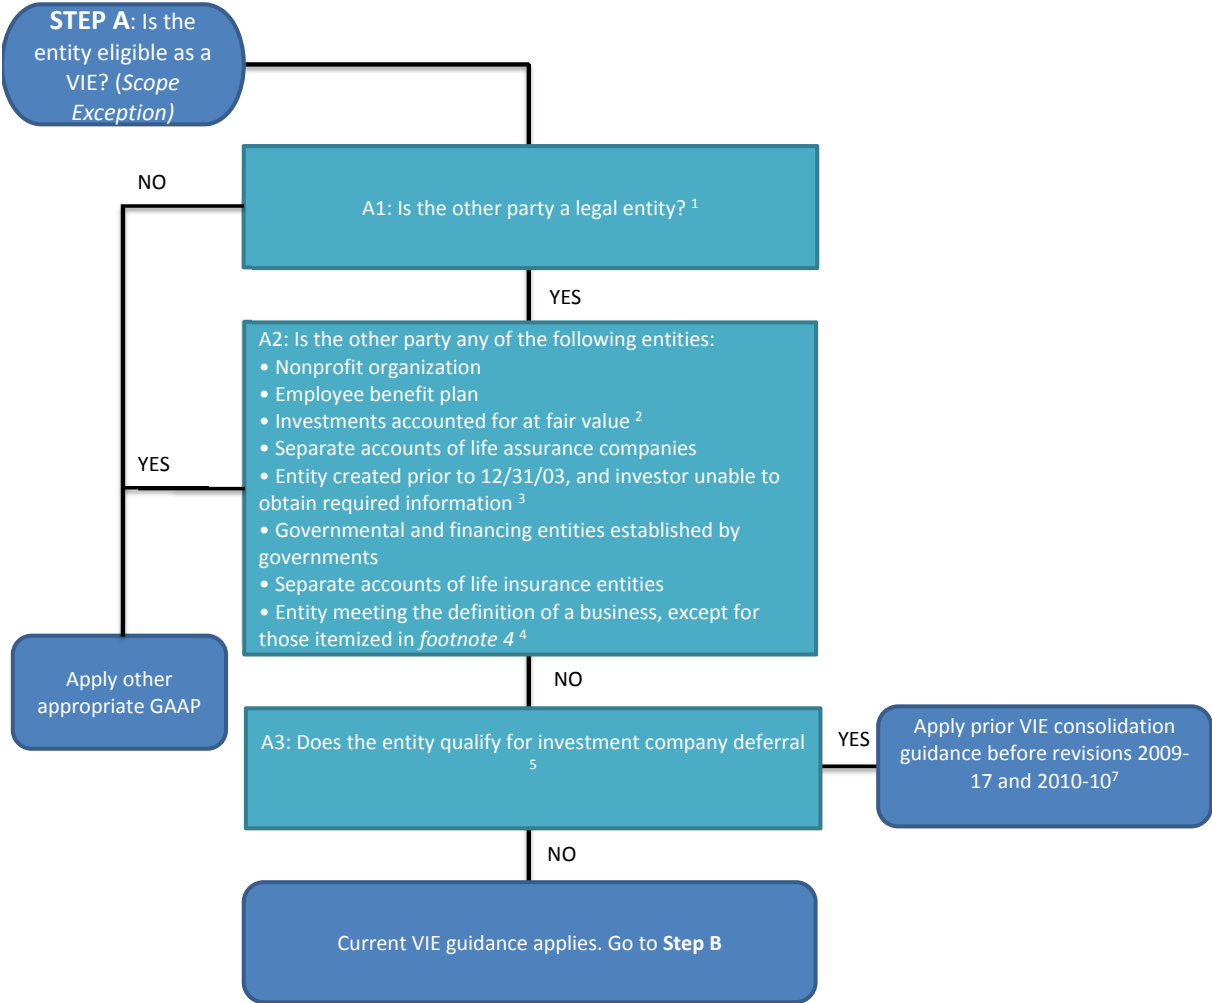 STEP A: Is the
entity eligible as a
VIE? (Scope
Exception)
NO
A1: Is the other party a legal entity? 1
YES
A2: Is the other party any of the following entities:
• Nonprofit organization
• Employee benefit plan
• Investments accounted for at fair value 2
• Separate accounts of life assurance companies
• Entity created prior to 12/31/03, and investor unable to
obtain required information 3
• Governmental and financing entities established by
governments
• Separate accounts of life insurance entities
• Entity meeting the definition of a business, except for
those itemized in footnote 4 4
YES
Apply other
appropriate GAAP
NO
A3: Does the entity qualify for investment company deferral
5
YES
Apply prior VIE consolidation
guidance before revisions 2009-
17 and 2010-107
NO
Current VIE guidance applies. Go to Step B